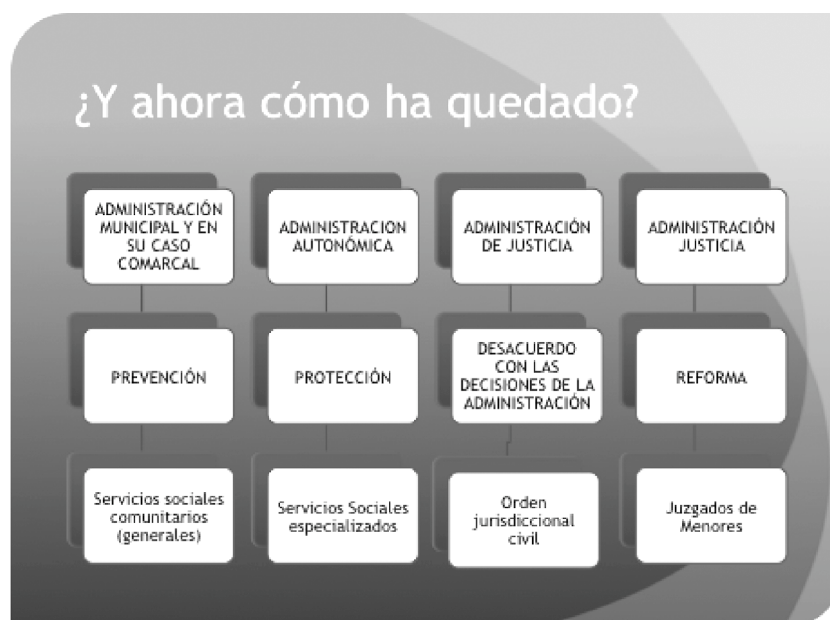 ¿Y ahora cómo ha quedado?
ADMINISTRACIÓN
MUNICIPAL Y EN
SU CASO
COMARCAL
ADMINISTRACION
AUTONÓMICA
ADMINISTRACIÓN
DE JUSTICIA
ADMINISTRACIÓN
JUSTICIA
PREVENCIÓN
PROTECCIÓN
DESACUERDO
CON LAS
DECISIONES DE LA
ADMINISTRACIÓN
REFORMA
Servicios sociales
comunitarios
(generales)
Servicios Sociales
especializados
Orden
jurisdiccional
civil
Juzgados de
Menores